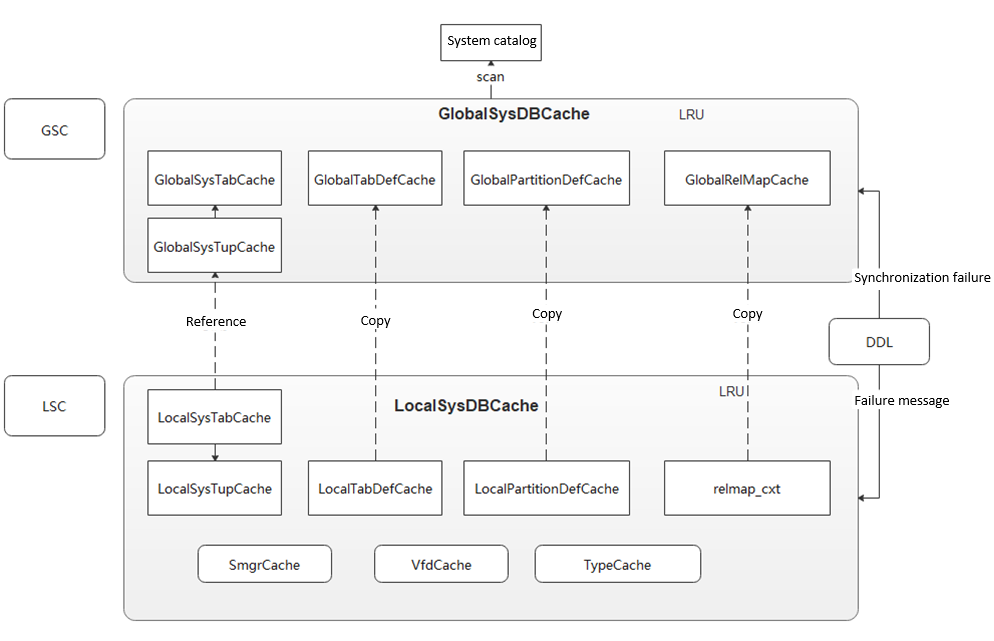 System catalog
scan
GSC
GlobalSysDBCache
LRU
GlobalSysTabCache
GlobalTabDefCache
GlobalPartitionDefCache
GlobalRelMapCache
GlobalSysTupCache
Synchronization failure
Reference
Copy
Copy
Copy
DDL
LSC
LocalSysDBCache
LRU
Failure message
LocalSysTabCache
LocalSysTupCache
LocalTabDefCache
LocalPartitionDefCache
relmap_cxt
SmgrCache
VfdCache
TypeCache